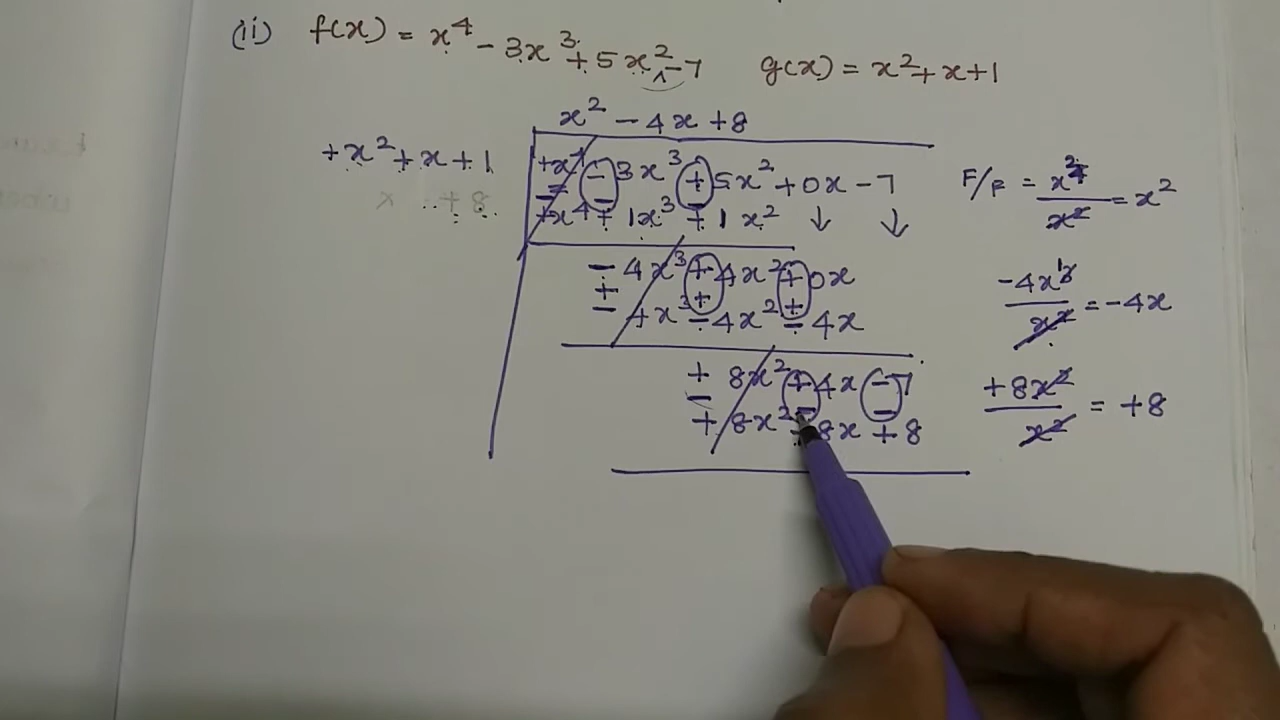 (ii) f(x) = x⁴ - 3x³ + 5x² - 7 g(x) = x² + x + 1
x² - 4x + 8
+x² + x + 1 +x⁴ - 3x³ + 5x² + 0x - 7
- - -
+x⁴ + 1x³ + 1x² ↓ ↓
F/F = x⁴/x² = x²
- 4x³ + 4x² + 0x
+ + +
- 4x³ - 4x² - 4x
-4x³/x² = -4x
+ 8x² + 4x - 7
- - -
+ 8x² + 8x + 8
+8x²/x² = +8